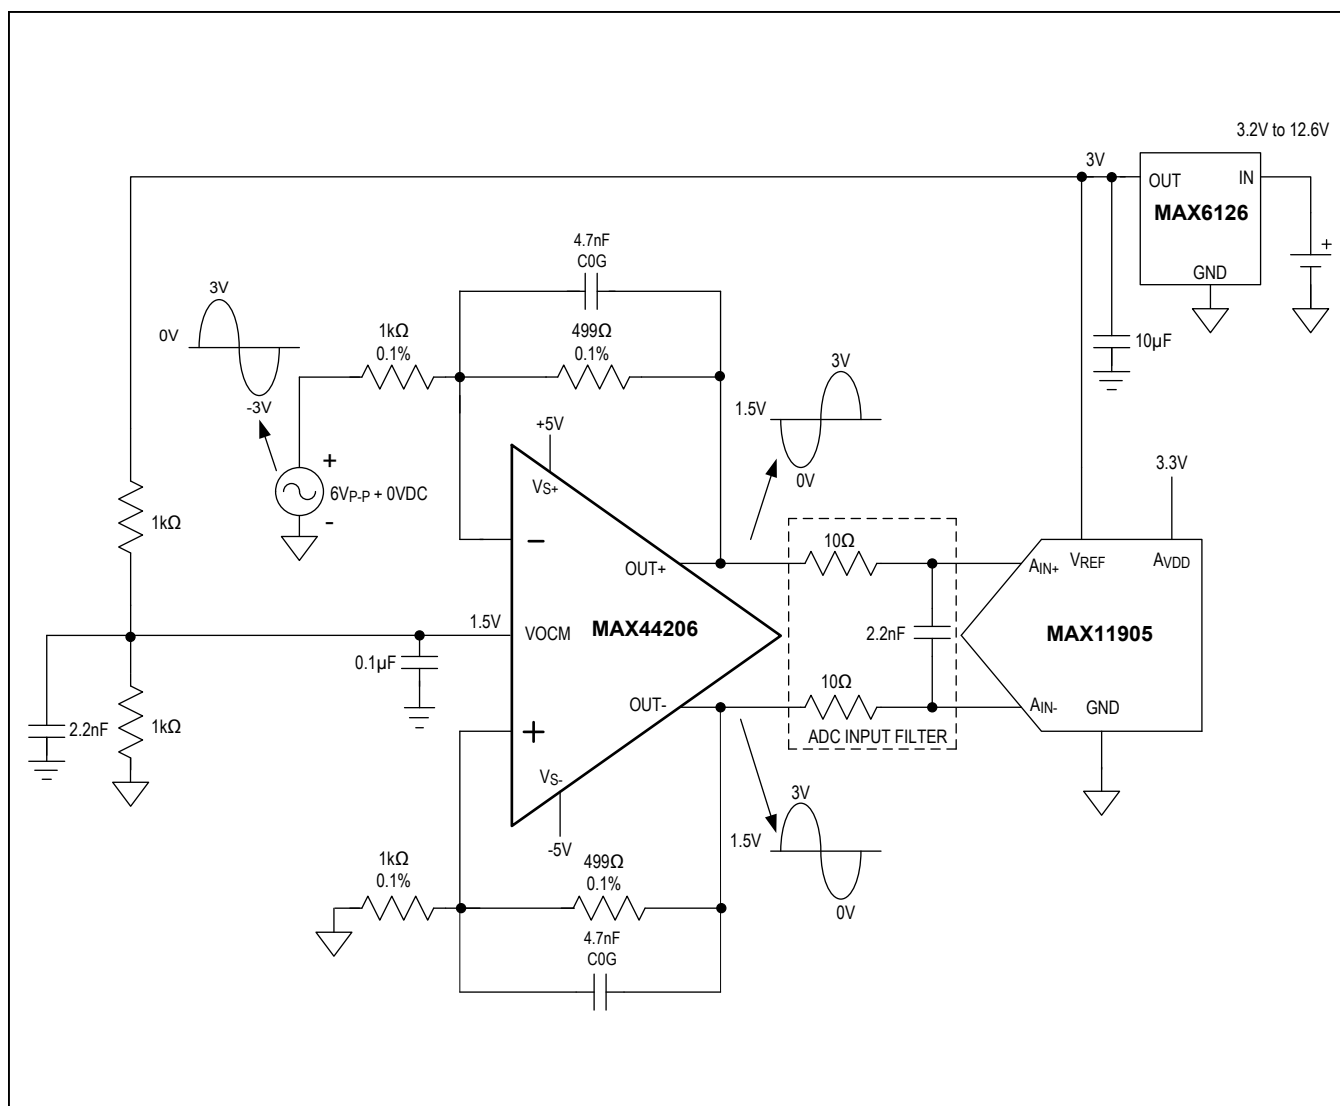 3.2V to 12.6V
3V
OUT
IN
MAX6126
GND
+
10µF
4.7nF
C0G
3V
0V
-3V
1kΩ
0.1%
499Ω
0.1%
3V
1.5V
0V
+5V
VS+
+
6VP-P + 0VDC
-
1kΩ
3.3V
−
OUT+
10Ω
AIN+
VREF
AVDD
1.5V
VOCM
MAX44206
2.2nF
MAX11905
0.1µF
2.2nF
1kΩ
+
OUT-
10Ω
AIN-
GND
ADC INPUT FILTER
VS-
-5V
3V
1.5V
0V
1kΩ
0.1%
499Ω
0.1%
4.7nF
C0G